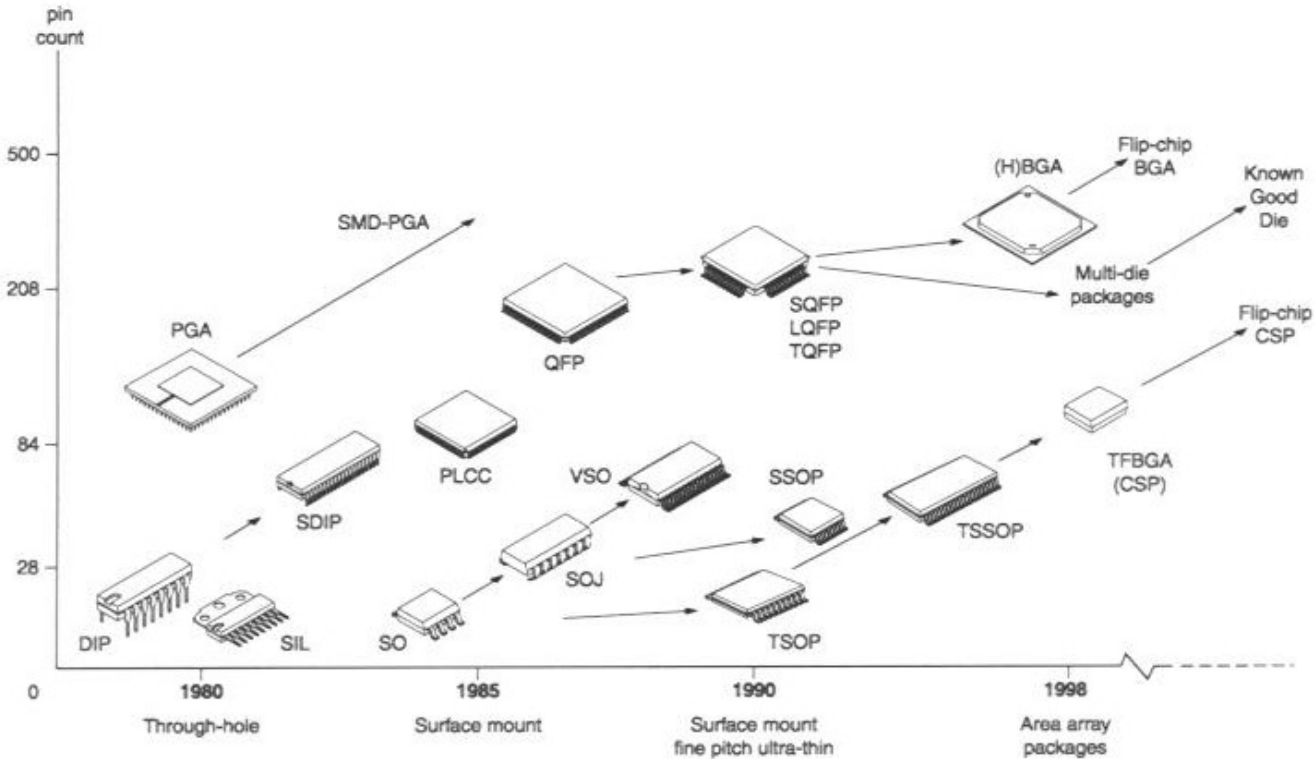 pin
count
500
Flip-chip
BGA
(H)BGA
Known
Good
Die
SMD-PGA
208
Multi-die
packages
SQFP
LQFP
TQFP
Flip-chip
CSP
PGA
QFP
84
PLCC
VSO
SSOP
TFBGA
(CSP)
SDIP
TSSOP
28
SOJ
DIP
SIL
SO
TSOP
0
1980
1985
1990
1998
Through-hole
Surface mount
Surface mount
fine pitch ultra-thin
Area array
packages